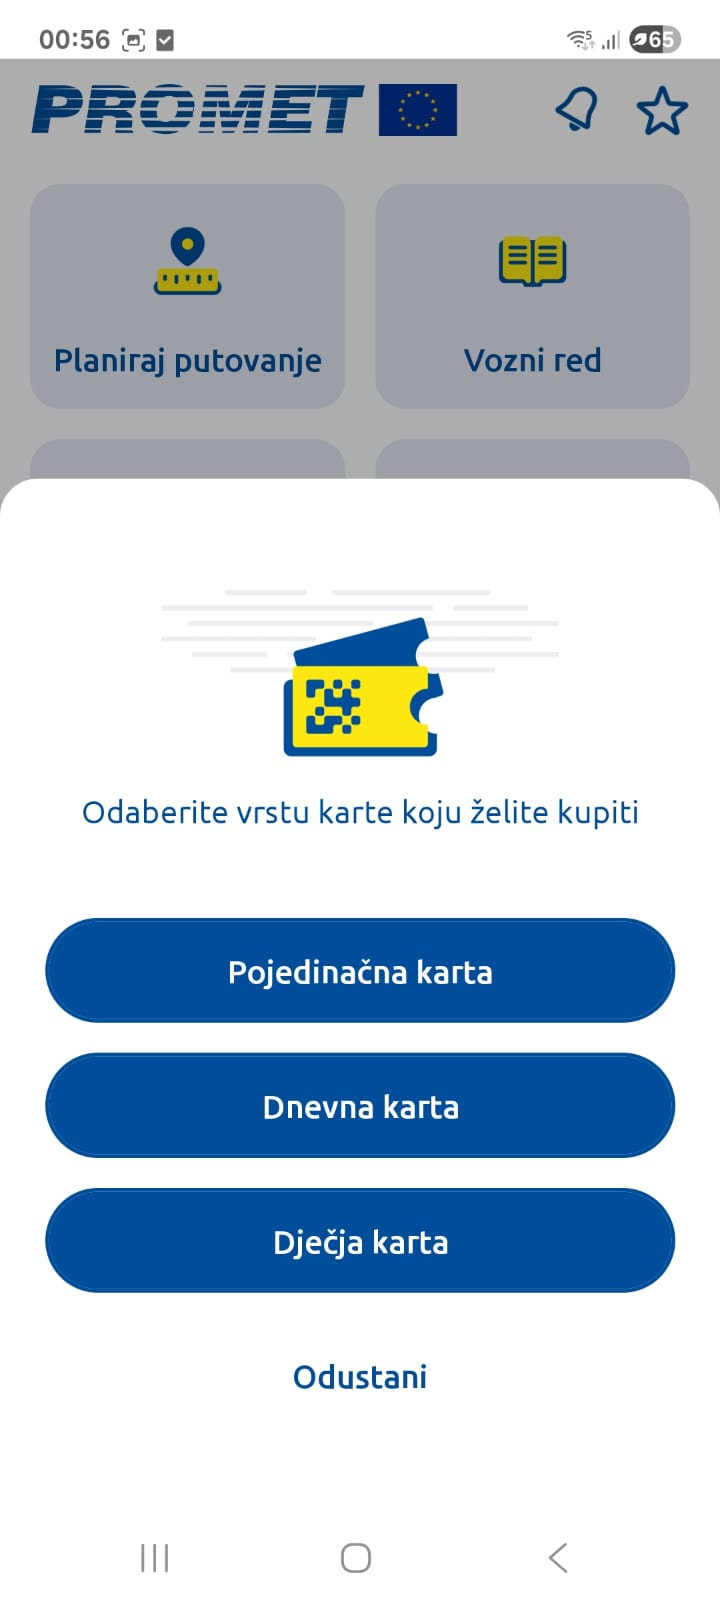 00:56
65
PROMET
Planiraj putovanje
Vozni red
Odaberite vrstu karte koju želite kupiti
Pojedinačna karta
Dnevna karta
Dječja karta
Odustani